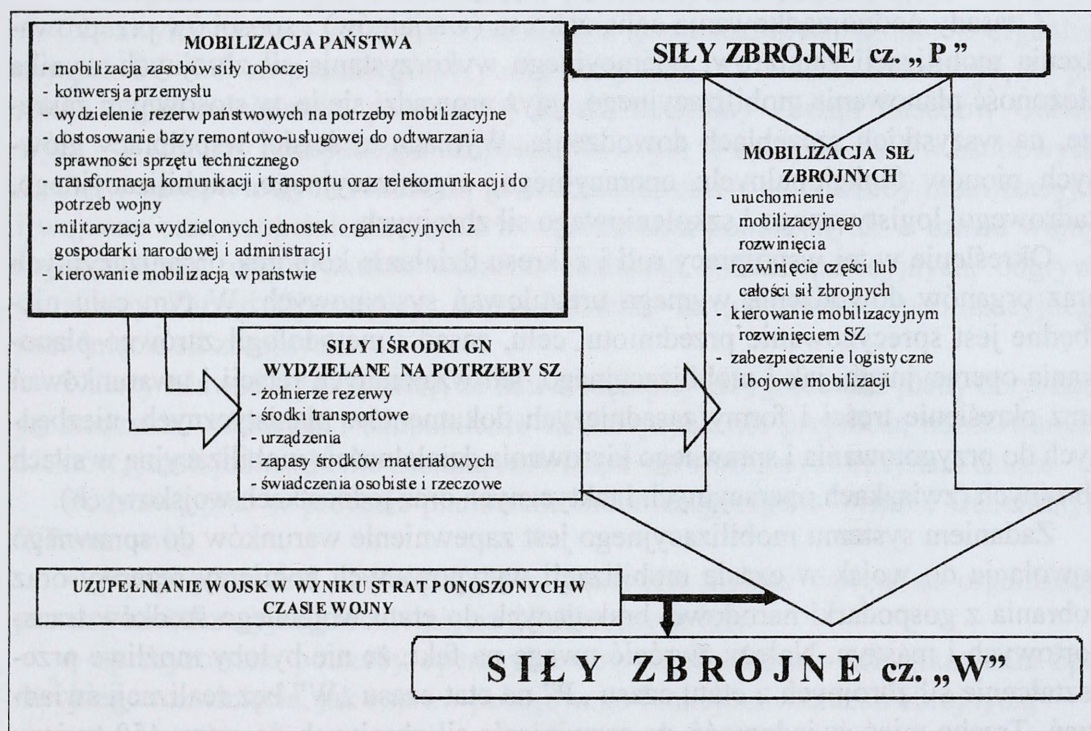 MOBILIZACJA PAŃSTWA
- mobilizacja zasobów siły roboczej
- konwersja przemysłu
- wydzielenie rezerw państwowych na potrzeby mobilizacyjne
- dostosowanie bazy remontowo-usługowej do odtwarzania
sprawności sprzętu technicznego
- transformacja komunikacji i transportu oraz telekomunikacji do
potrzeb wojny
- militaryzacja wydzielonych jednostek organizacyjnych z
gospodarki narodowej i administracji
- kierowanie mobilizacją w państwie
SIŁY ZBROJNE cz. „P”
MOBILIZACJA SIŁ
ZBROJNYCH
- uruchomienie
mobilizacyjnego
rozwinięcia
- rozwinięcie części lub
całości sił zbrojnych
- kierowanie mobilizacyjnym
rozwinięciem SZ
- zabezpieczenie logistyczne
i bojowe mobilizacji
SIŁY I ŚRODKI GN
WYDZIELANE NA POTRZEBY SZ
- żołnierze rezerwy
- środki transportowe
- urządzenia
- zapasy środków materiałowych
- świadczenia osobiste i rzeczowe
UZUPEŁNIANIE WOJSK W WYNIKU STRAT PONOSZONYCH W
CZASIE WOJNY
SIŁY ZBROJNE cz. „W”